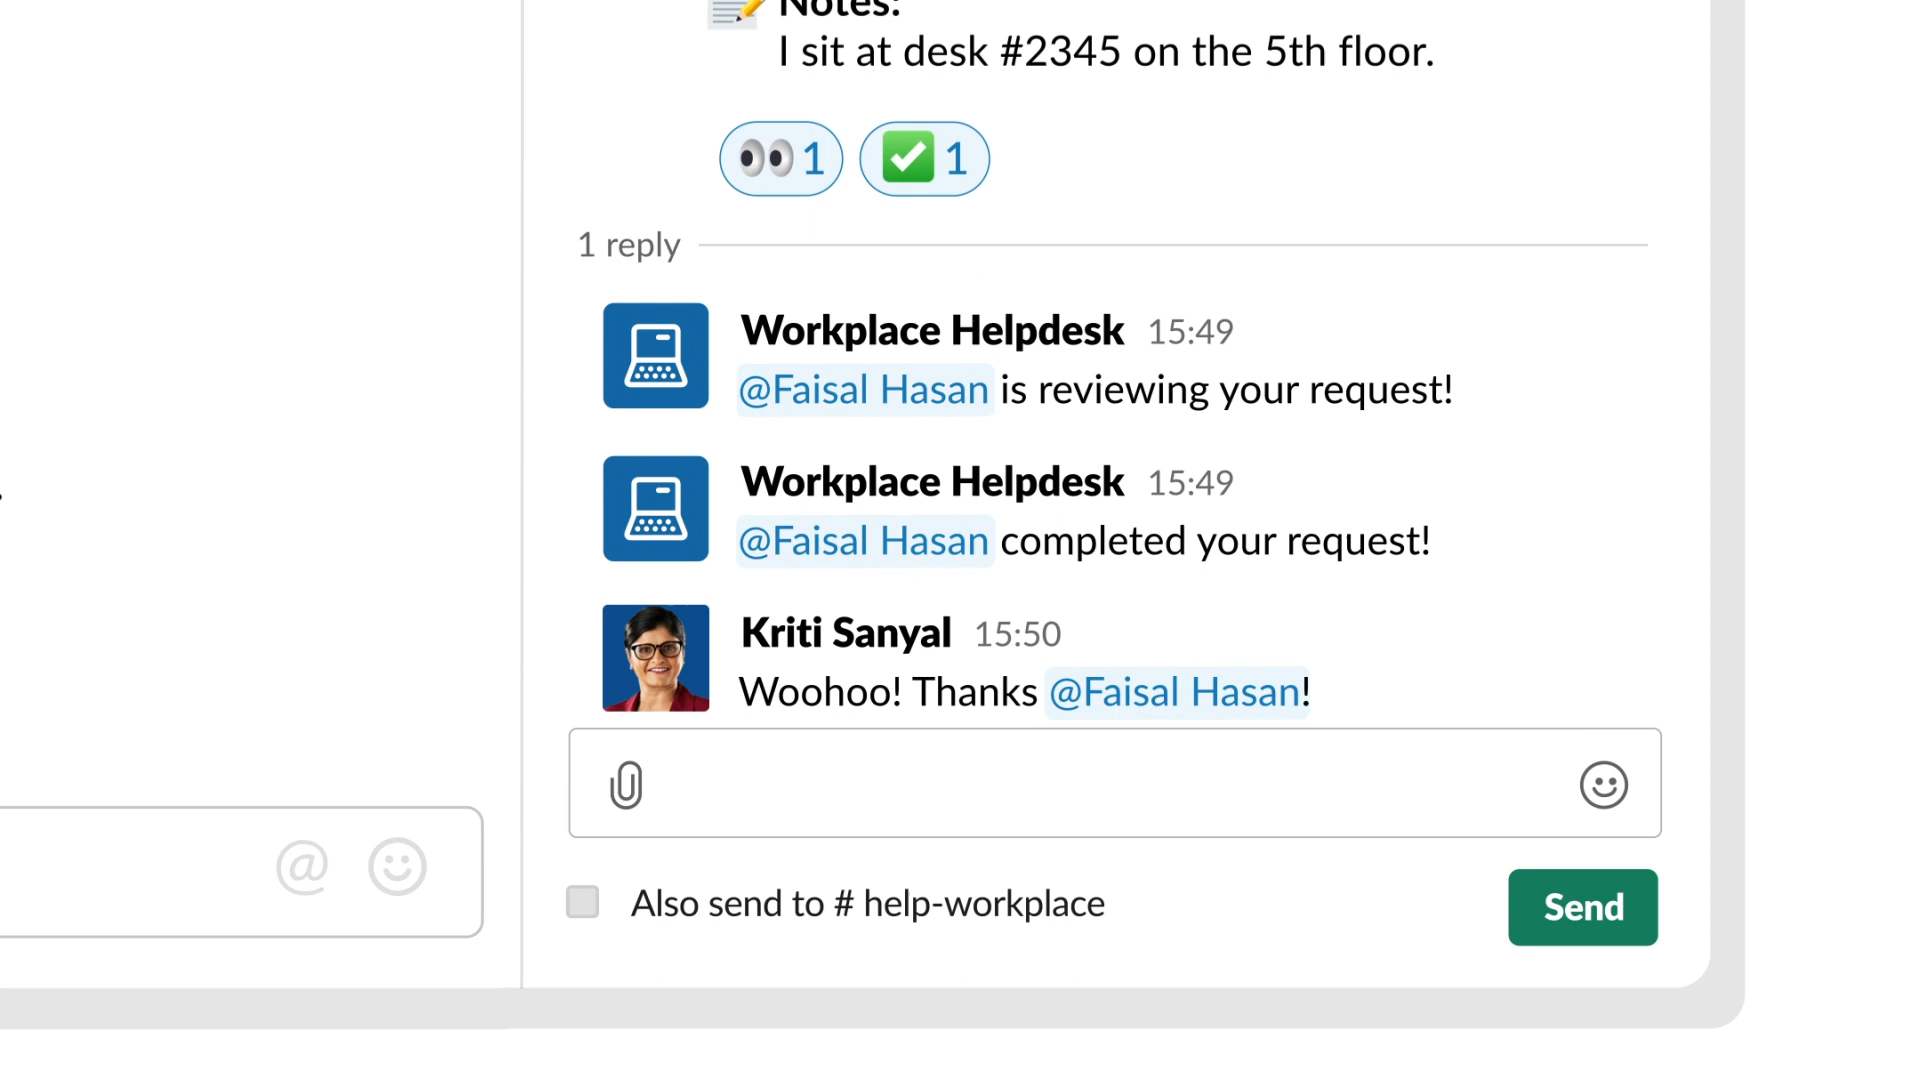 Notes:
I sit at desk #2345 on the 5th floor.
1 1
1 reply
Workplace Helpdesk 15:49
@Faisal Hasan is reviewing your request!
Workplace Helpdesk 15:49
@Faisal Hasan completed your request!
Kriti Sanyal 15:50
Woohoo! Thanks @Faisal Hasan!
@
Also send to # help-workplace
Send